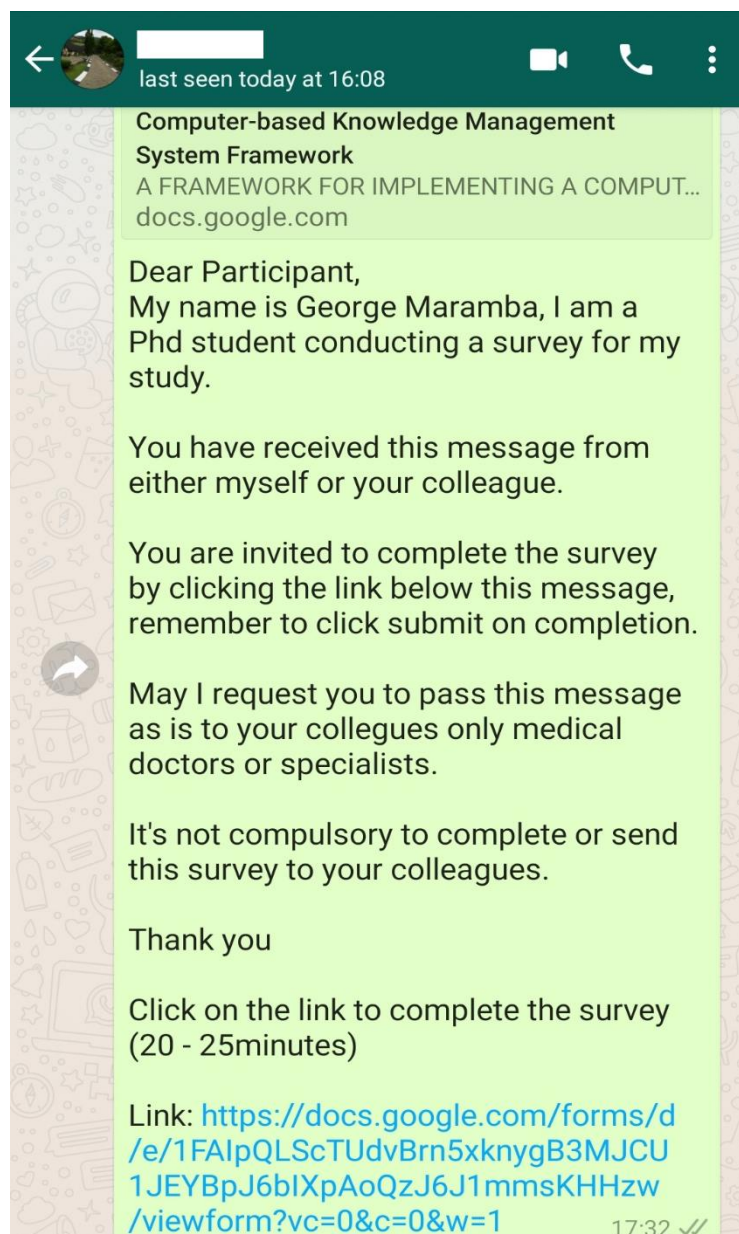 last seen today at 16:08
Computer-based Knowledge Management
System Framework
A FRAMEWORK FOR IMPLEMENTING A COMPUT...
docs.google.com
Dear Participant,
My name is George Maramba, I am a
Phd student conducting a survey for my
study.
You have received this message from
either myself or your colleague.
You are invited to complete the survey
by clicking the link below this message,
remember to click submit on completion.
May I request you to pass this message
as is to your collegues only medical
doctors or specialists.
It's not compulsory to complete or send
this survey to your colleagues.
Thank you
Click on the link to complete the survey
(20 - 25minutes)
Link: https://docs.google.com/forms/d
/e/1FAIpQLScTUdvBrn5xknygB3MJCU
1JEYBpJ6bIXpAoQzJ6J1mmsKHHzw
/viewform?vc=0&c=0&w=1
17:32